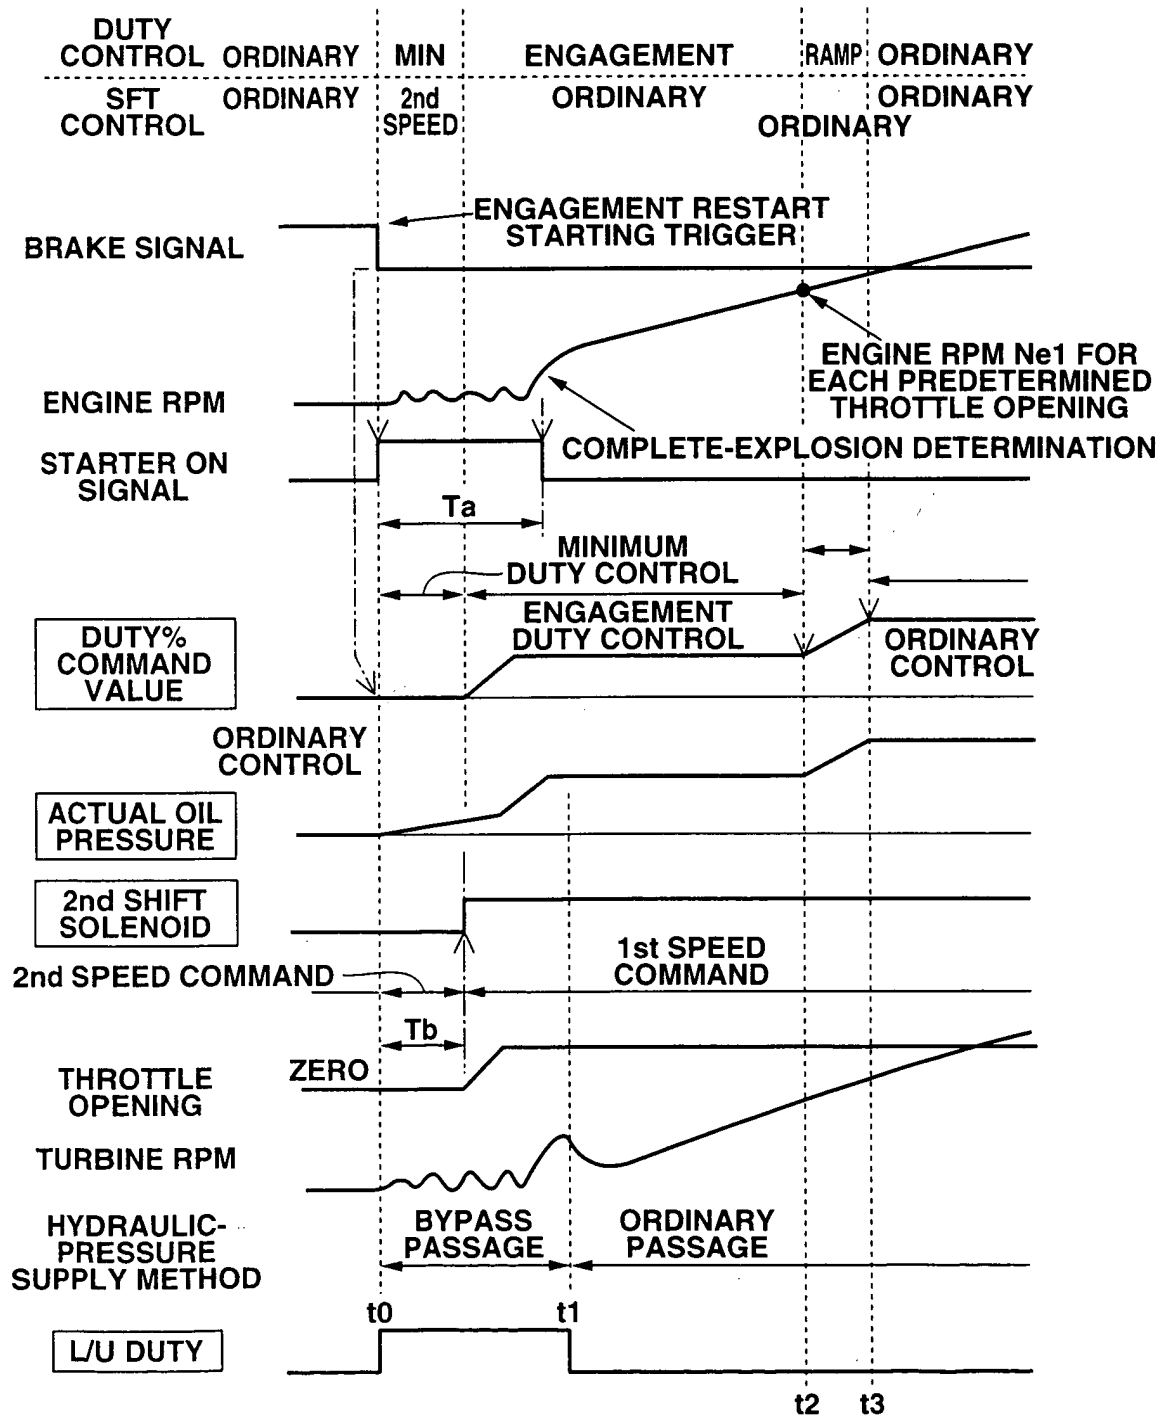 DUTY
CONTROL ORDINARY MIN ENGAGEMENT RAMP ORDINARY
SFT
CONTROL
ORDINARY
2nd
SPEED
ORDINARY
ORDINARY
ORDINARY
ENGAGEMENT RESTART
STARTING TRIGGER
BRAKE SIGNAL
ENGINE RPM Ne1 FOR
EACH PREDETERMINED
THROTTLE OPENING
ENGINE RPM
COMPLETE-EXPLOSION DETERMINATION
STARTER ON
SIGNAL
Ta
MINIMUM
DUTY CONTROL
ENGAGEMENT
DUTY CONTROL
DUTY%
COMMAND
VALUE
ORDINARY
CONTROL
ORDINARY
CONTROL
ACTUAL OIL
PRESSURE
2nd SHIFT
SOLENOID
1st SPEED
COMMAND
2nd SPEED COMMAND
Tb
ZERO
THROTTLE
OPENING
TURBINE RPM
HYDRAULIC-
PRESSURE
SUPPLY METHOD
BYPASS
PASSAGE
ORDINARY
PASSAGE
t0
t1
L/U DUTY
t2
t3